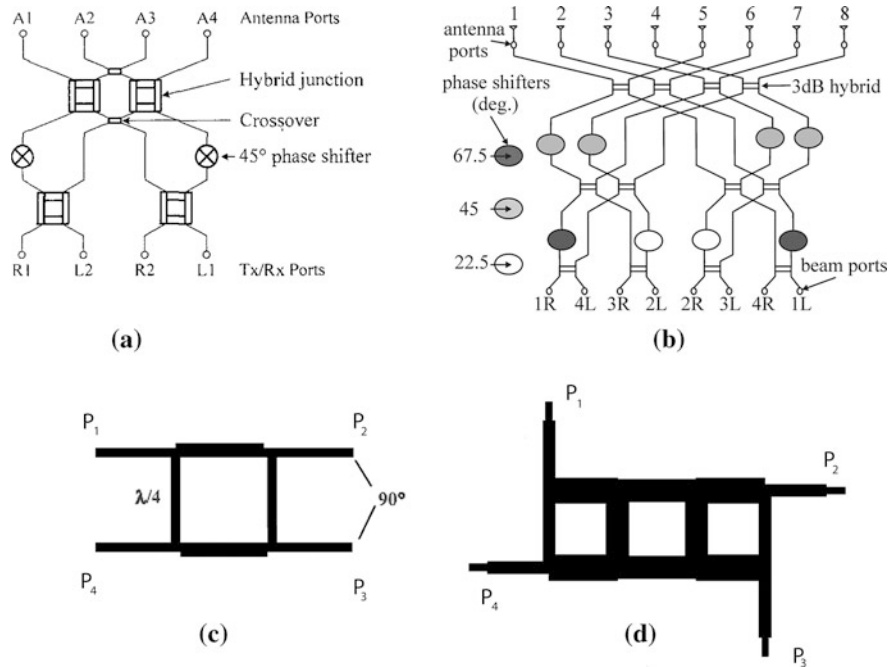 A1 A2 A3 A4 Antenna Ports
Hybrid junction
Crossover
45° phase shifter
R1 L2 R2 L1 Tx/Rx Ports
(a)
1 2 3 4 5 6 7 8
antenna
ports
phase shifters
(deg.)
3dB hybrid
67.5
45
22.5
beam ports
1R 4L 3R 2L 2R 3L 4R 1L
(b)
P1 P2
λ/4 90°
P4 P3
(c)
P1
P2
P4
P3
(d)